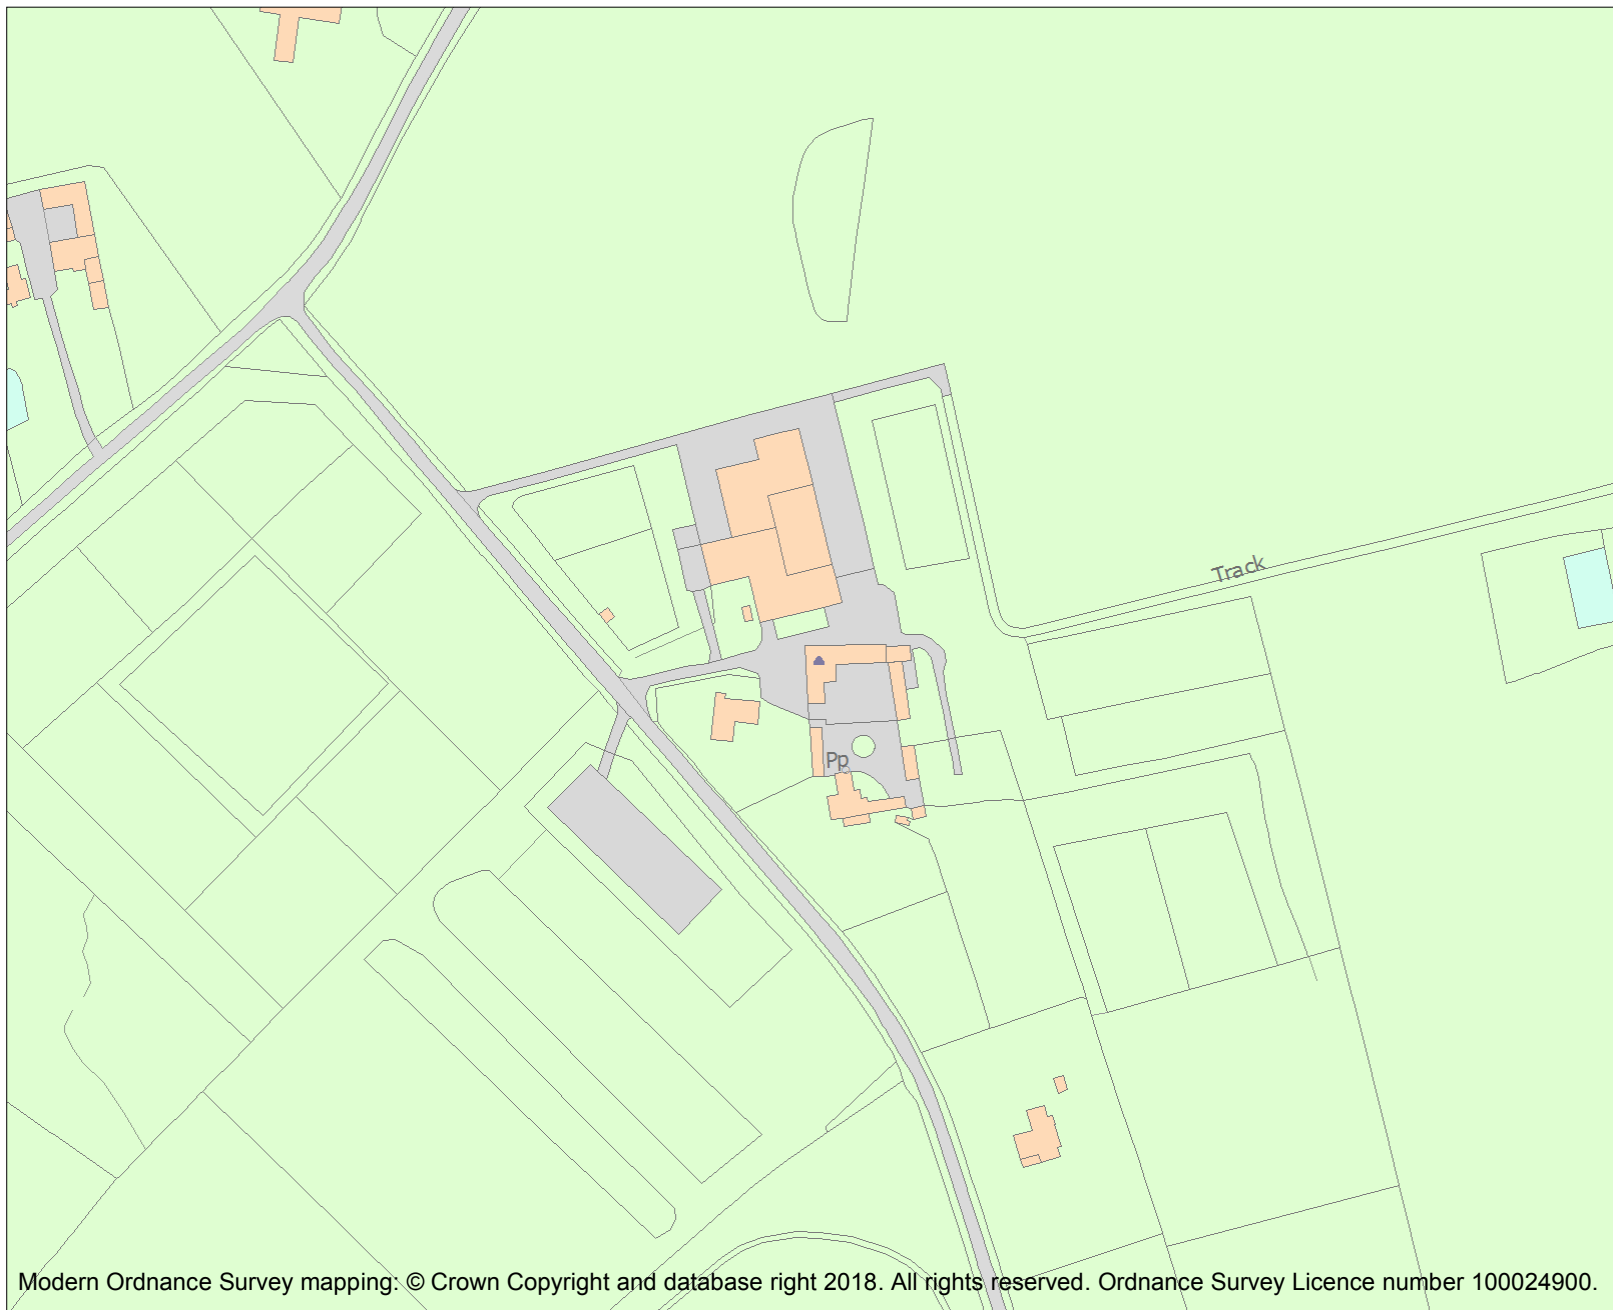 Track
Pp
Modern Ordnance Survey mapping: © Crown Copyright and database right 2018. All rights reserved. Ordnance Survey Licence number 100024900.